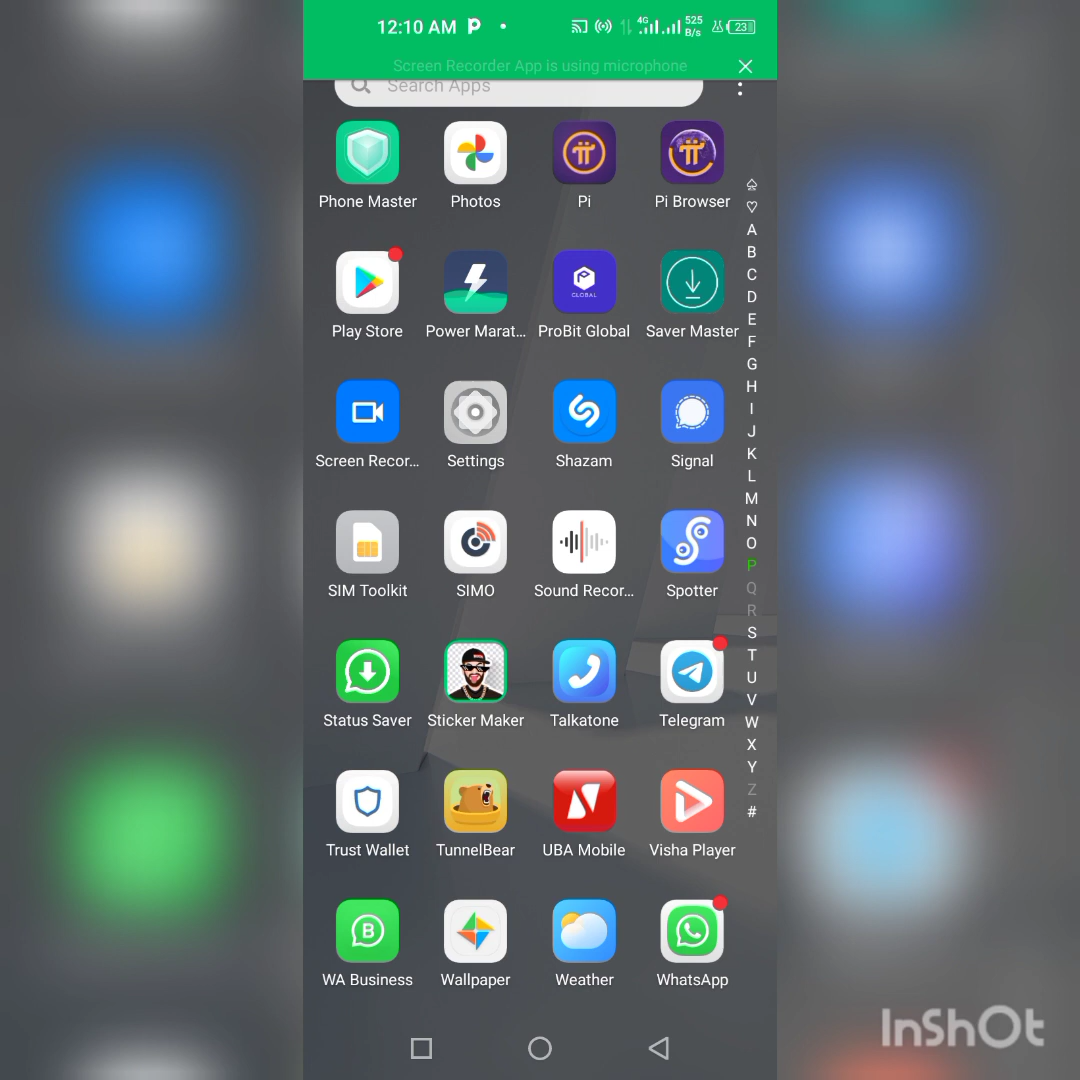 12:10 AM
4G
525 B/s
23
Screen Recorder App is using microphone
Search Apps
Phone Master Photos Pi Pi Browser
GLOBAL
Play Store Power Marat... ProBit Global Saver Master
Screen Recor... Settings Shazam Signal
SIM Toolkit SIMO Sound Recor... Spotter
Status Saver Sticker Maker Talkatone Telegram
Trust Wallet TunnelBear UBA Mobile Visha Player
B
WA Business Wallpaper Weather WhatsApp
A
B
C
D
E
F
G
H
I
J
K
L
M
N
O
P
Q
R
S
T
U
V
W
X
Y
Z
#
InShOt